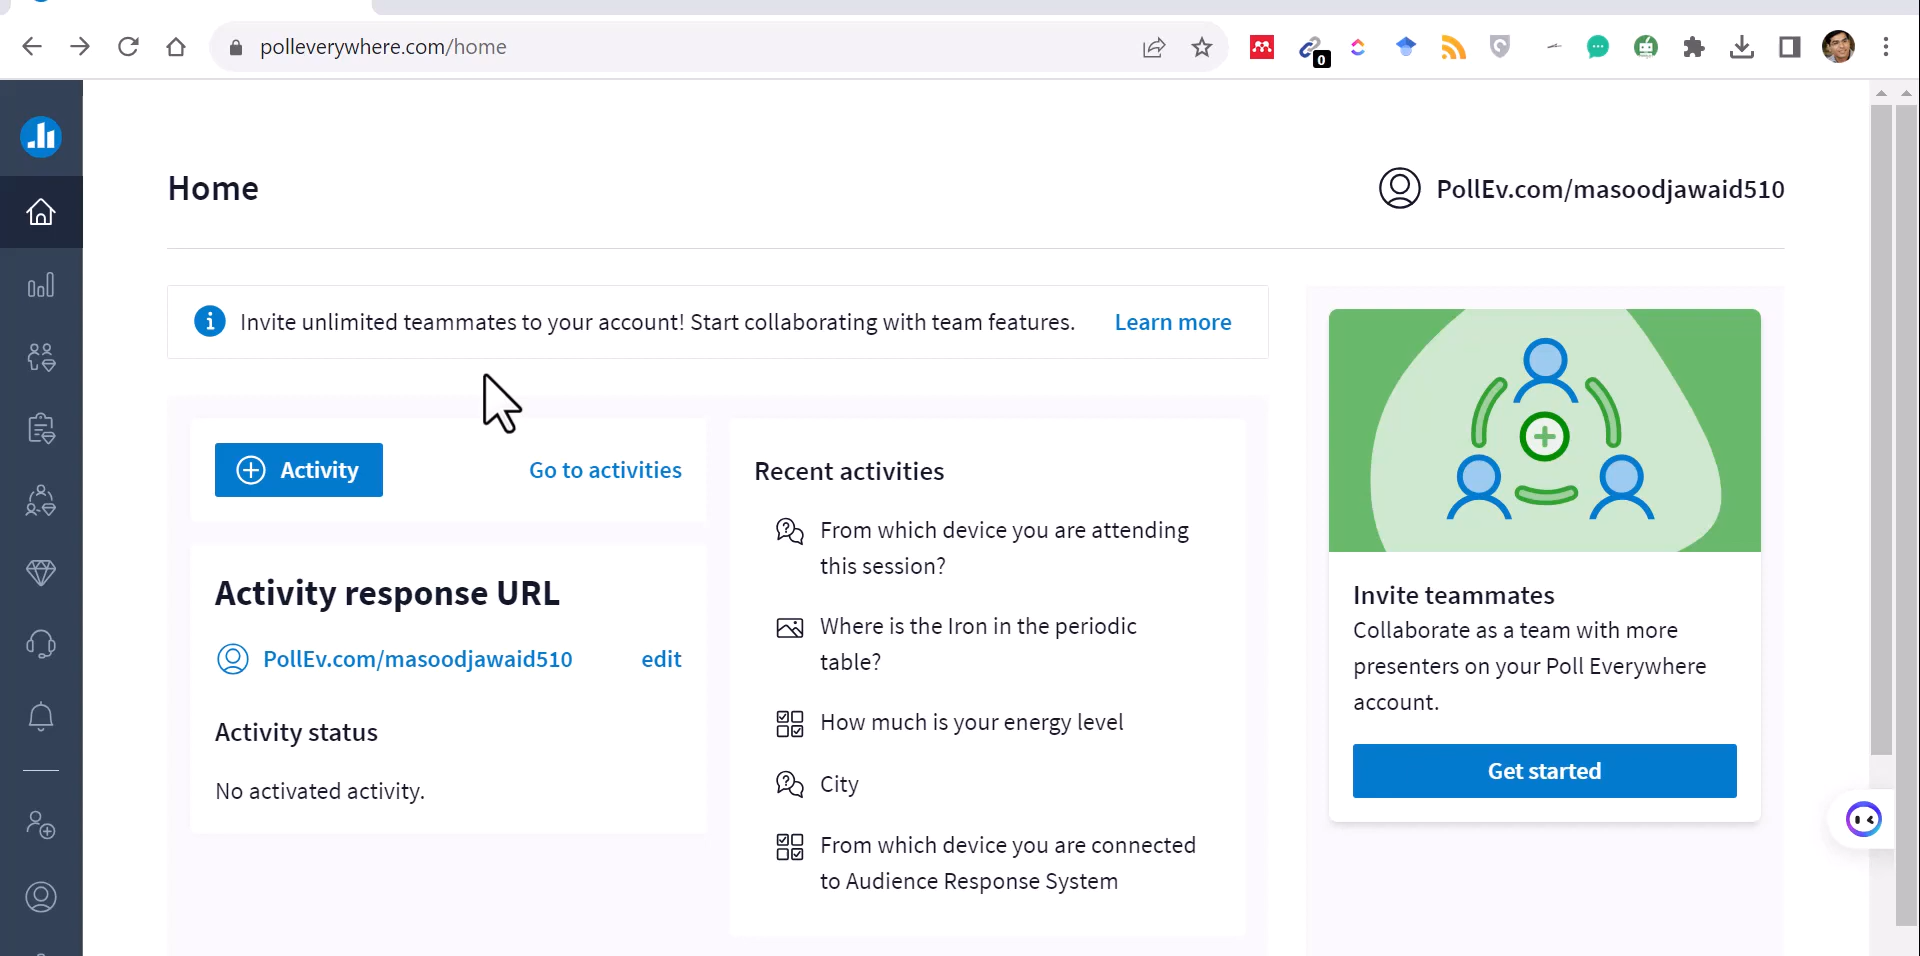 polleverywhere.com/home
0
Home
PollEv.com/masoodjawaid510
Invite unlimited teammates to your account! Start collaborating with team features.
Learn more
Activity
Go to activities
Activity response URL
PollEv.com/masoodjawaid510
edit
Activity status
No activated activity.
Recent activities
From which device you are attending
this session?
Where is the Iron in the periodic
table?
How much is your energy level
City
From which device you are connected
to Audience Response System
Invite teammates
Collaborate as a team with more
presenters on your Poll Everywhere
account.
Get started